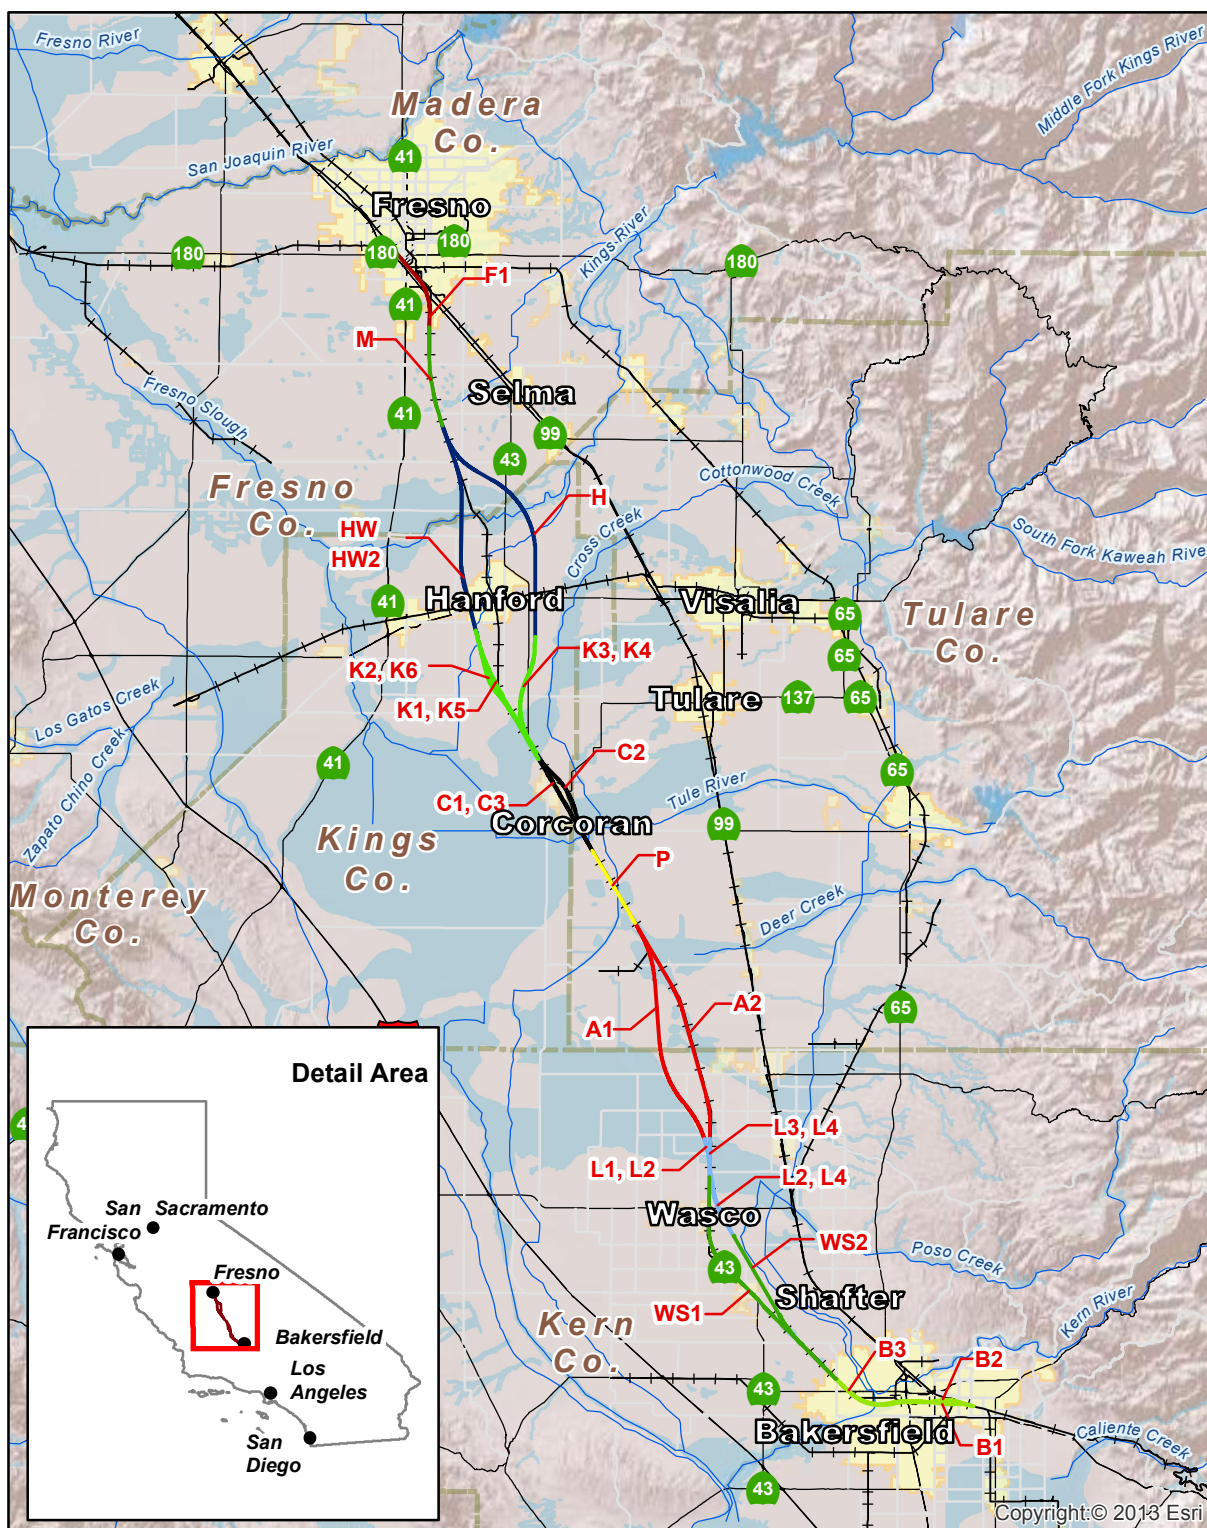 Fresno River
Madera
Co.
Middle Fork Kings River
San Joaquin River
41
Fresno
180
180
180
180
Kings River
F1
41
M
Selma
Fresno Slough
41
99
43
Cottonwood Creek
Fresno
Co.
H
HW
HW2
Cross Creek
South Fork Kaweah River
Hanford
41
Visalia
65
Tulare
Co.
K3, K4
65
K2, K6
K1, K5
Tulare
137
65
Los Gatos Creek
C2
41
65
C1, C3
Tule River
Zapato Chino Creek
Corcoran
99
Kings
Co.
P
Monterey
Co.
Deer Creek
A2
A1
65
4
Detail Area
L3, L4
L1, L2
L2, L4
Wasco
WS2
Poso Creek
43
Shafter
WS1
Kern River
Kern
Co.
B3
B2
43
Bakersfield
B1
Caliente Creek
43
San
Francisco
Sacramento
Fresno
Bakersfield
Los
Angeles
San
Diego
Copyright:© 2013 Esri